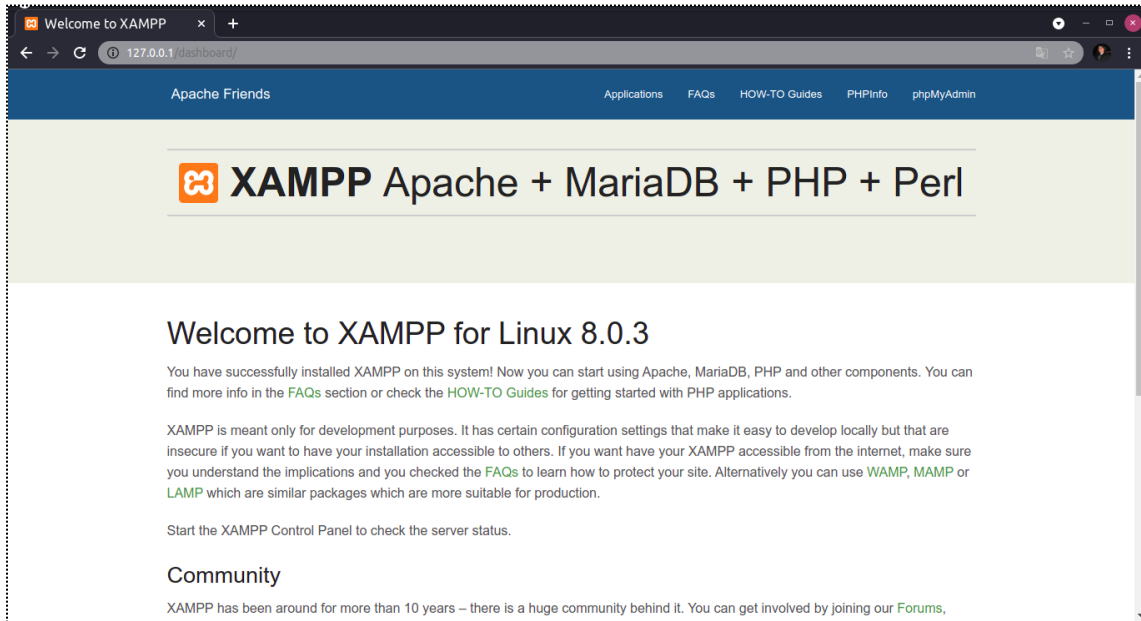 Welcome to XAMPP
127.0.0.1/dashboard/
Apache Friends
Applications FAQs HOW-TO Guides PHPInfo phpMyAdmin
XAMPP Apache + MariaDB + PHP + Perl
Welcome to XAMPP for Linux 8.0.3
You have successfully installed XAMPP on this system! Now you can start using Apache, MariaDB, PHP and other components. You can
find more info in the FAQs section or check the HOW-TO Guides for getting started with PHP applications.
XAMPP is meant only for development purposes. It has certain configuration settings that make it easy to develop locally but that are
insecure if you want to have your installation accessible to others. If you want have your XAMPP accessible from the internet, make sure
you understand the implications and you checked the FAQs to learn how to protect your site. Alternatively you can use WAMP, MAMP or
LAMP which are similar packages which are more suitable for production.
Start the XAMPP Control Panel to check the server status.
Community
XAMPP has been around for more than 10 years – there is a huge community behind it. You can get involved by joining our Forums,